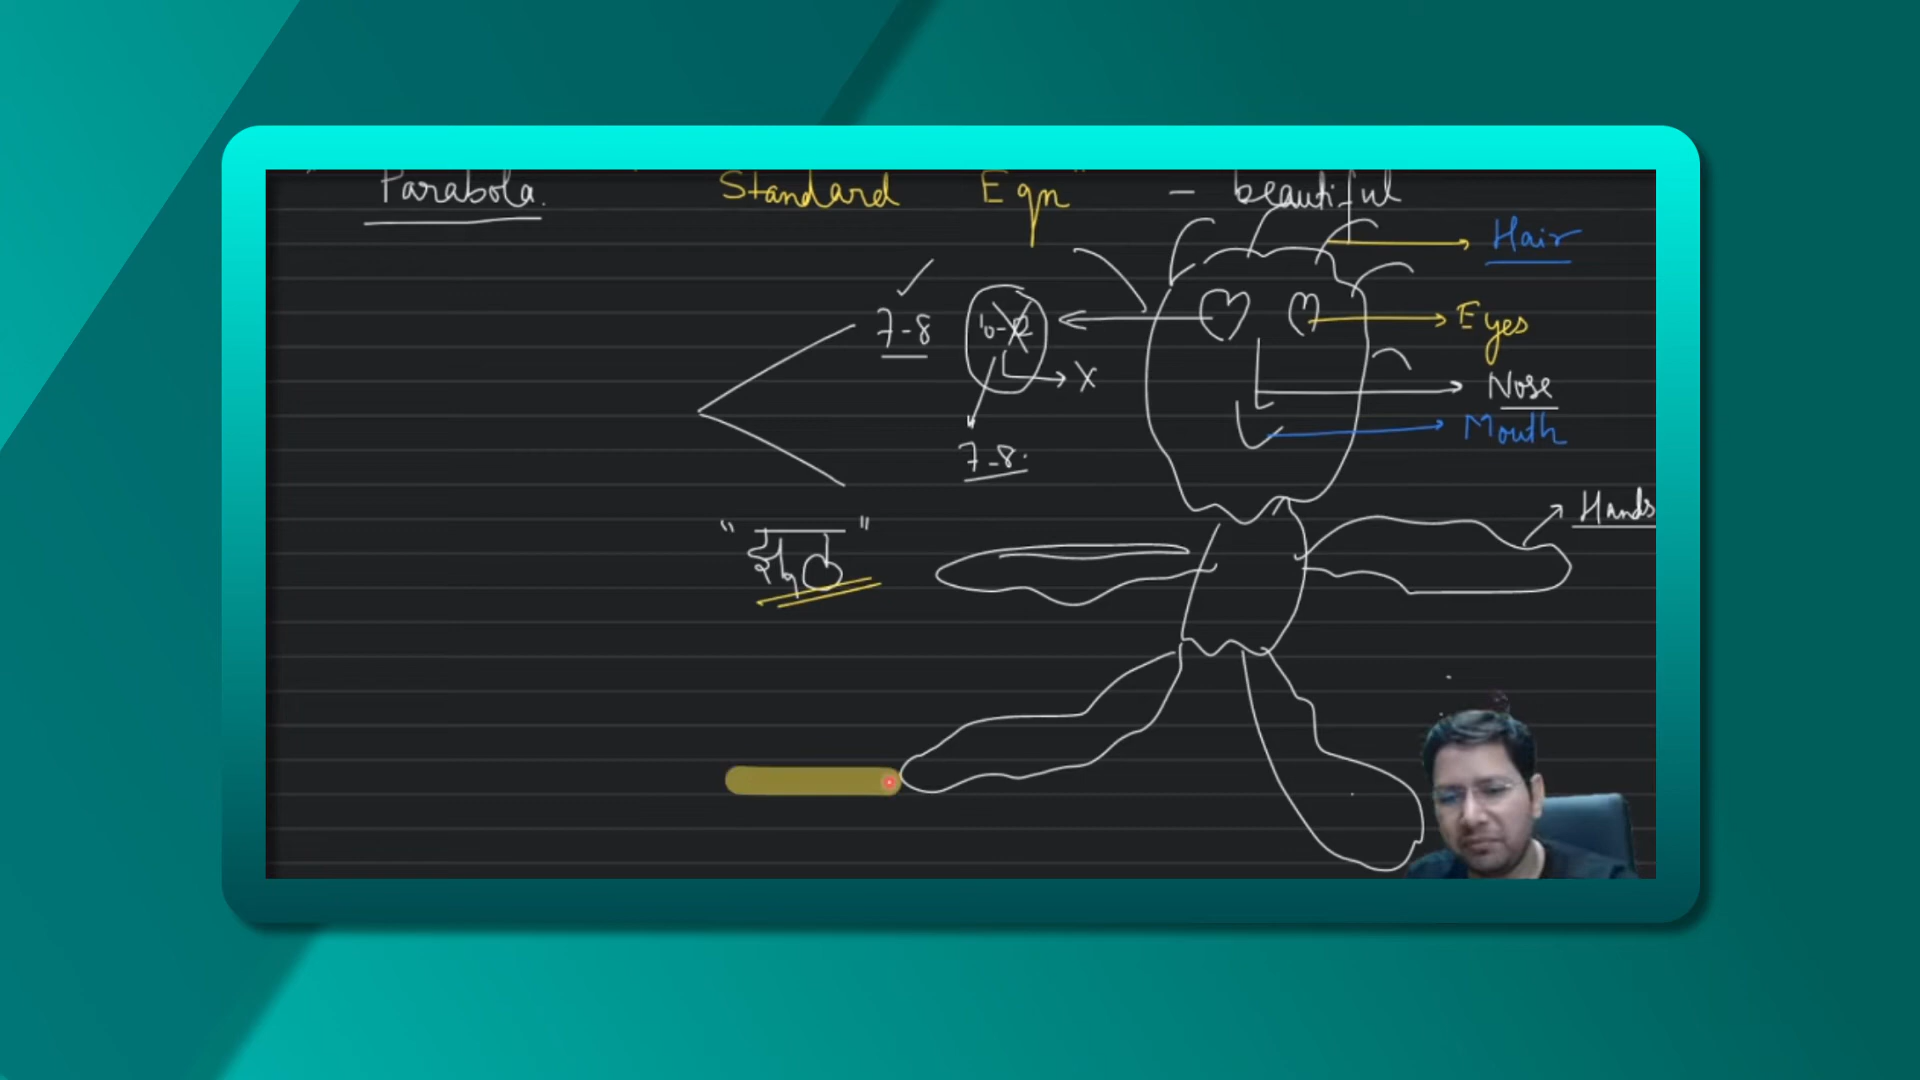 Parabola. Standard Eqn" - beautiful
Hair
7-8
Eyes
X
Nose
Mouth
7-8.
Hands